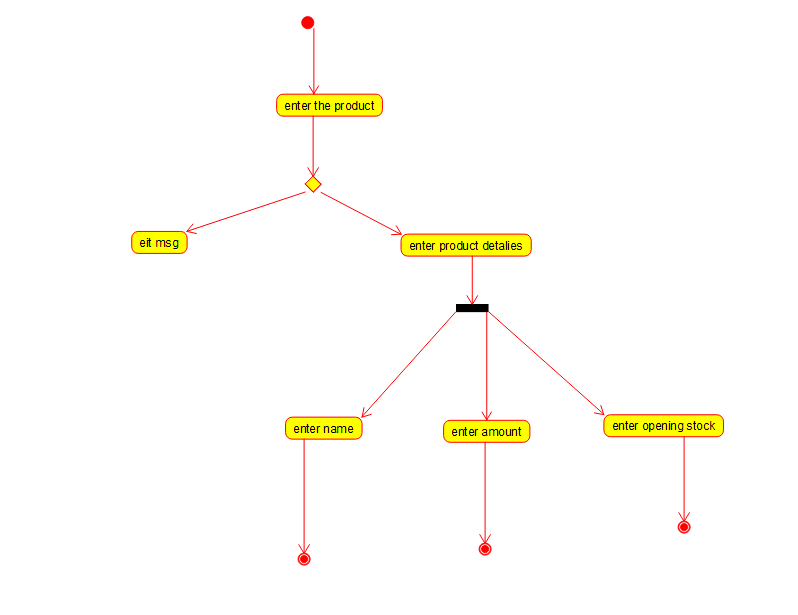 enter the product
eit msg
enter product detalies
enter name
enter amount
enter opening stock